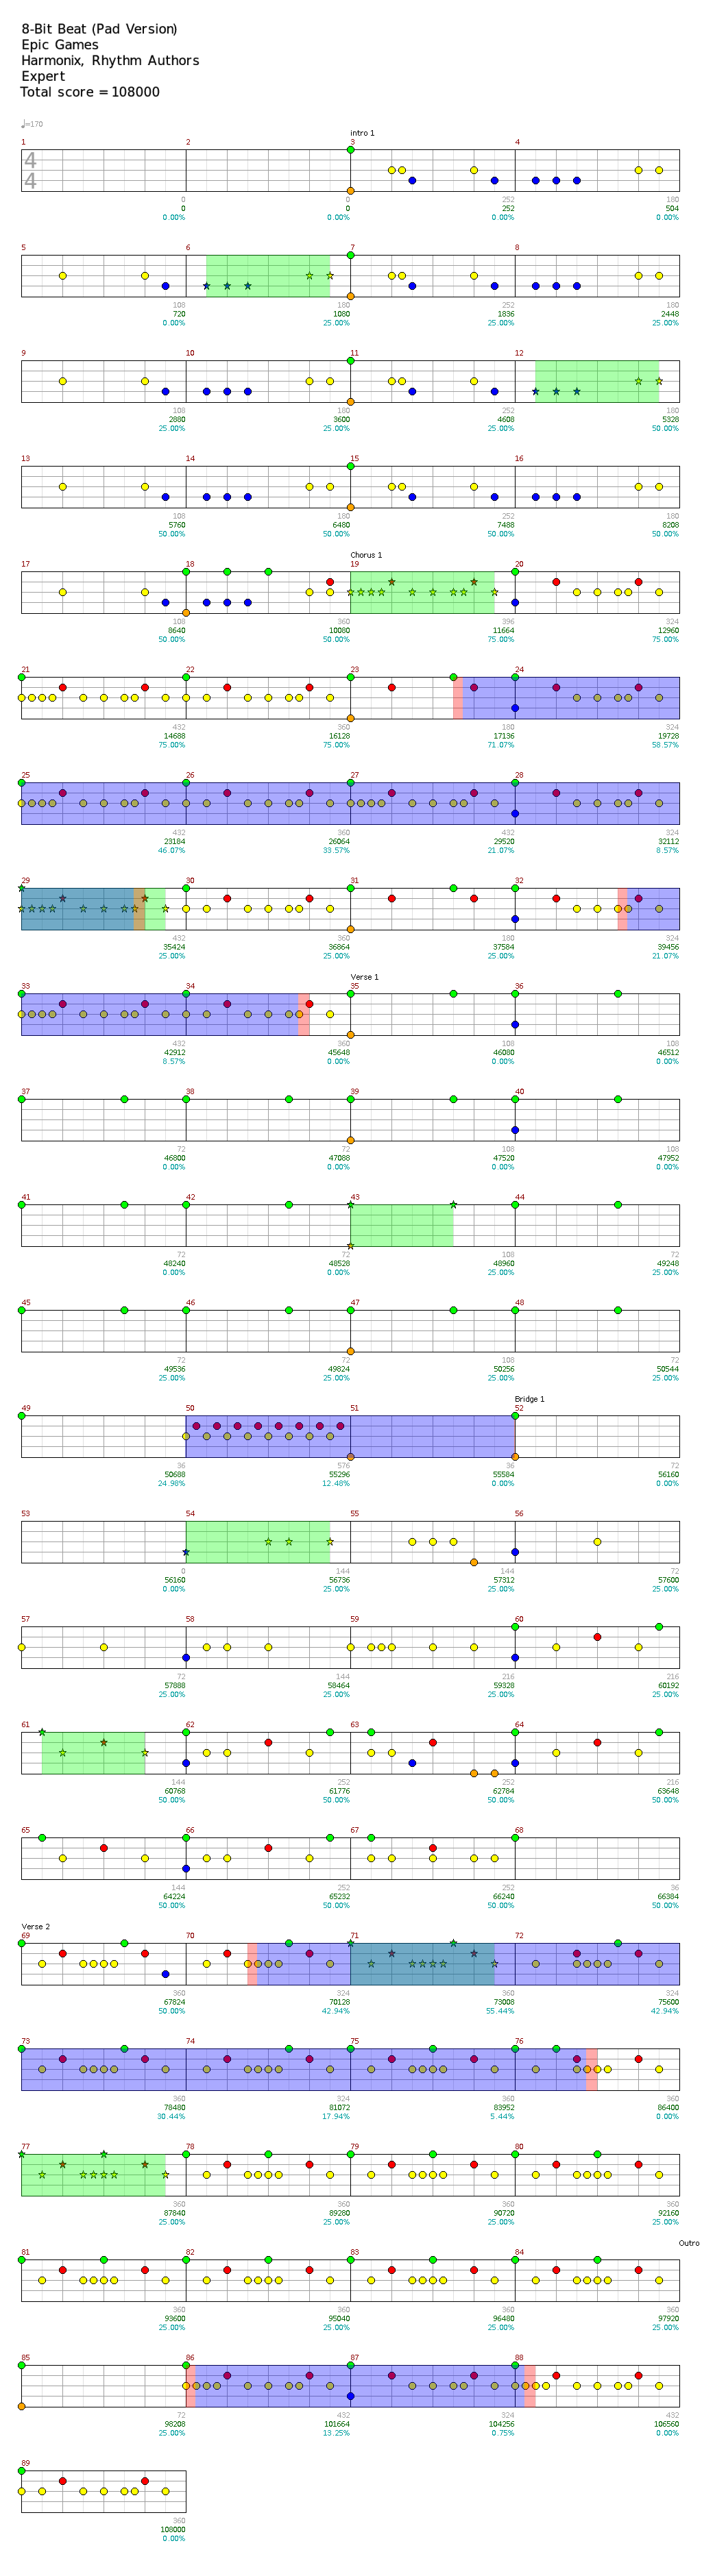 8-Bit Beat (Pad Version)
Epic Games
Harmonix, Rhythm Authors
Expert
Total score = 108000
♩=170
intro 1
1 2 3 4
4
4
0 0 252 180
0 0 252 504
0.00% 0.00% 0.00% 0.00%
5 6 7 8
108 180 252 180
720 1080 1836 2448
0.00% 25.00% 25.00% 25.00%
9 10 11 12
108 180 252 180
2880 3600 4608 5328
25.00% 25.00% 25.00% 50.00%
13 14 15 16
108 180 252 180
5760 6480 7488 8208
50.00% 50.00% 50.00% 50.00%
Chorus 1
17 18 19 20
108 360 396 324
8640 10080 11664 12960
50.00% 50.00% 75.00% 75.00%
21 22 23 24
432 360 180 324
14688 16128 17136 19728
75.00% 75.00% 71.07% 58.57%
25 26 27 28
432 360 432 324
23184 26064 29520 32112
46.07% 33.57% 21.07% 8.57%
29 30 31 32
432 360 180 324
35424 36864 37584 39456
25.00% 25.00% 25.00% 21.07%
Verse 1
33 34 35 36
432 360 108 108
42912 45648 46080 46512
8.57% 0.00% 0.00% 0.00%
37 38 39 40
72 72 108 108
46800 47088 47520 47952
0.00% 0.00% 0.00% 0.00%
41 42 43 44
72 72 108 72
48240 48528 48960 49248
0.00% 0.00% 25.00% 25.00%
45 46 47 48
72 72 108 72
49536 49824 50256 50544
25.00% 25.00% 25.00% 25.00%
Bridge 1
49 50 51 52
36 576 36 72
50688 55296 55584 56160
24.98% 12.48% 0.00% 0.00%
53 54 55 56
0 144 144 72
56160 56736 57312 57600
0.00% 25.00% 25.00% 25.00%
57 58 59 60
72 144 216 216
57888 58464 59328 60192
25.00% 25.00% 25.00% 25.00%
61 62 63 64
144 252 252 216
60768 61776 62784 63648
50.00% 50.00% 50.00% 50.00%
65 66 67 68
144 252 252 36
64224 65232 66240 66384
50.00% 50.00% 50.00% 50.00%
Verse 2
69 70 71 72
360 324 360 324
67824 70128 73008 75600
50.00% 42.94% 55.44% 42.94%
73 74 75 76
360 324 360 360
78480 81072 83952 86400
30.44% 17.94% 5.44% 0.00%
77 78 79 80
360 360 360 360
87840 89280 90720 92160
25.00% 25.00% 25.00% 25.00%
Outro
81 82 83 84
360 360 360 360
93600 95040 96480 97920
25.00% 25.00% 25.00% 25.00%
85 86 87 88
72 432 324 432
98208 101664 104256 106560
25.00% 13.25% 0.75% 0.00%
89
360
108000
0.00%